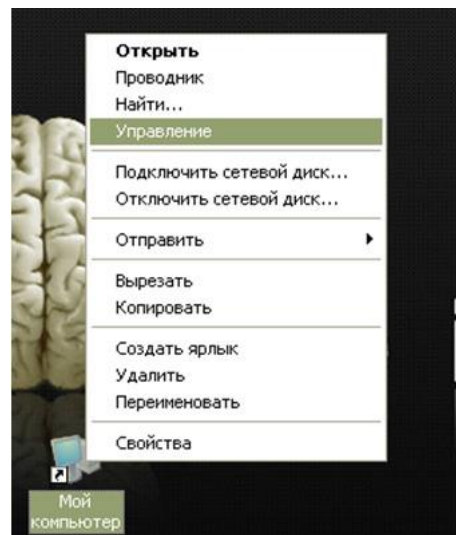 Открыть
Проводник
Найти...
Управление
Подключить сетевой диск...
Отключить сетевой диск...
Отправить
Вырезать
Копировать
Создать ярлык
Удалить
Переименовать
Свойства
Мой
компьютер